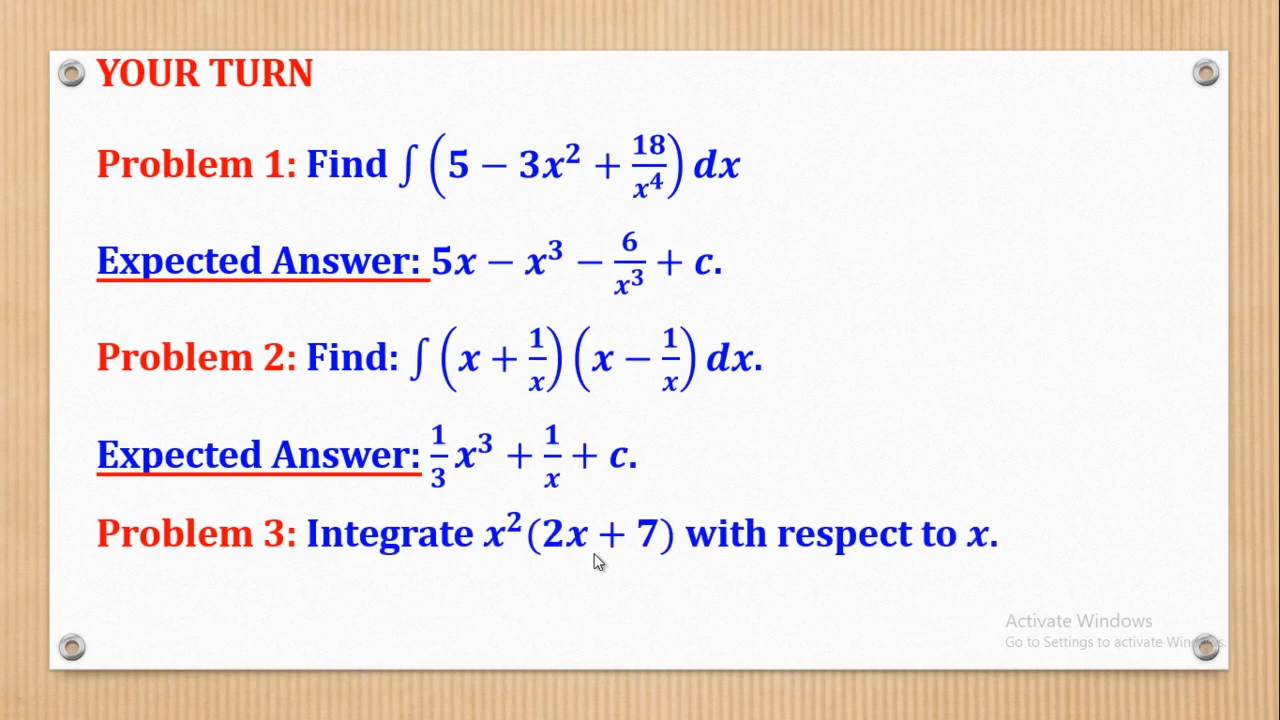 YOUR TURN
Problem 1: Find ∫ (5 − 3x² + 18/x⁴) dx
Expected Answer: 5x − x³ − 6/x³ + c.
Problem 2: Find: ∫ (x + 1/x) (x − 1/x) dx.
Expected Answer: 1/3 x³ + 1/x + c.
Problem 3: Integrate x²(2x + 7) with respect to x.
Activate Windows
Go to Settings to activate Windows.